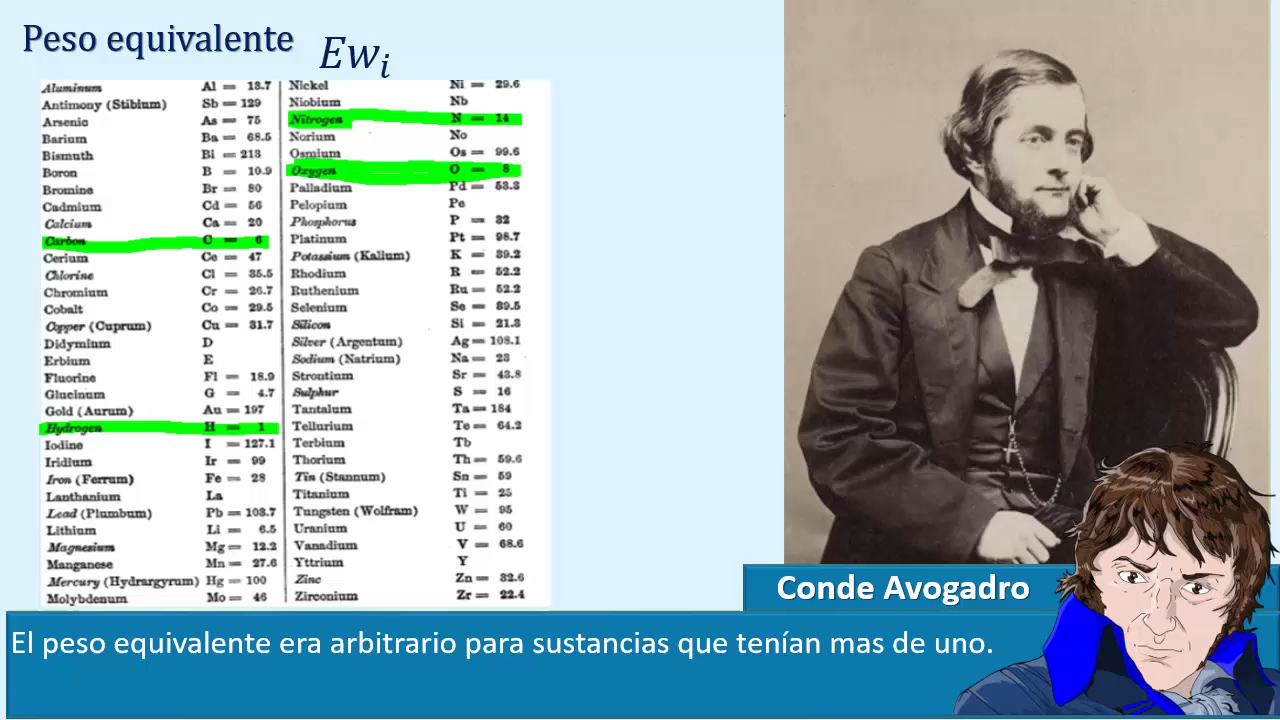 Peso equivalente Ewᵢ
Aluminum Al = 13.7
Antimony (Stibium) Sb = 129
Arsenic As = 75
Barium Ba = 68.5
Bismuth Bi = 213
Boron B = 10.9
Bromine Br = 80
Cadmium Cd = 56
Calcium Ca = 20
Carbon C = 6
Cerium Ce = 47
Chlorine Cl = 35.5
Chromium Cr = 26.7
Cobalt Co = 29.5
Copper (Cuprum) Cu = 31.7
Didymium D
Erbium E
Fluorine Fl = 18.9
Glucinum G = 4.7
Gold (Aurum) Au = 197
Hydrogen H = 1
Iodine I = 127.1
Iridium Ir = 99
Iron (Ferrum) Fe = 28
Lanthanium La
Lead (Plumbum) Pb = 103.7
Lithium Li = 6.5
Magnesium Mg = 12.2
Manganese Mn = 27.6
Mercury (Hydrargyrum) Hg = 100
Molybdenum Mo = 46
Nickel Ni = 29.6
Niobium Nb
Nitrogen N = 14
Norium No
Osmium Os = 99.6
Oxygen O = 8
Palladium Pd = 53.3
Pelopium Pe
Phosphorus P = 32
Platinum Pt = 98.7
Potassium (Kalium) K = 39.2
Rhodium R = 52.2
Ruthenium Ru = 52.2
Selenium Se = 39.5
Silicon Si = 21.3
Silver (Argentum) Ag = 108.1
Sodium (Natrium) Na = 23
Strontium Sr = 43.8
Sulphur S = 16
Tantalum Ta = 184
Tellurium Te = 64.2
Terbium Tb
Thorium Th = 59.6
Tin (Stannum) Sn = 59
Titanium Ti = 25
Tungsten (Wolfram) W = 95
Uranium U = 60
Vanadium V = 68.6
Yttrium Y
Zinc Zn = 32.6
Zirconium Zr = 22.4
Conde Avogadro
El peso equivalente era arbitrario para sustancias que tenían mas de uno.